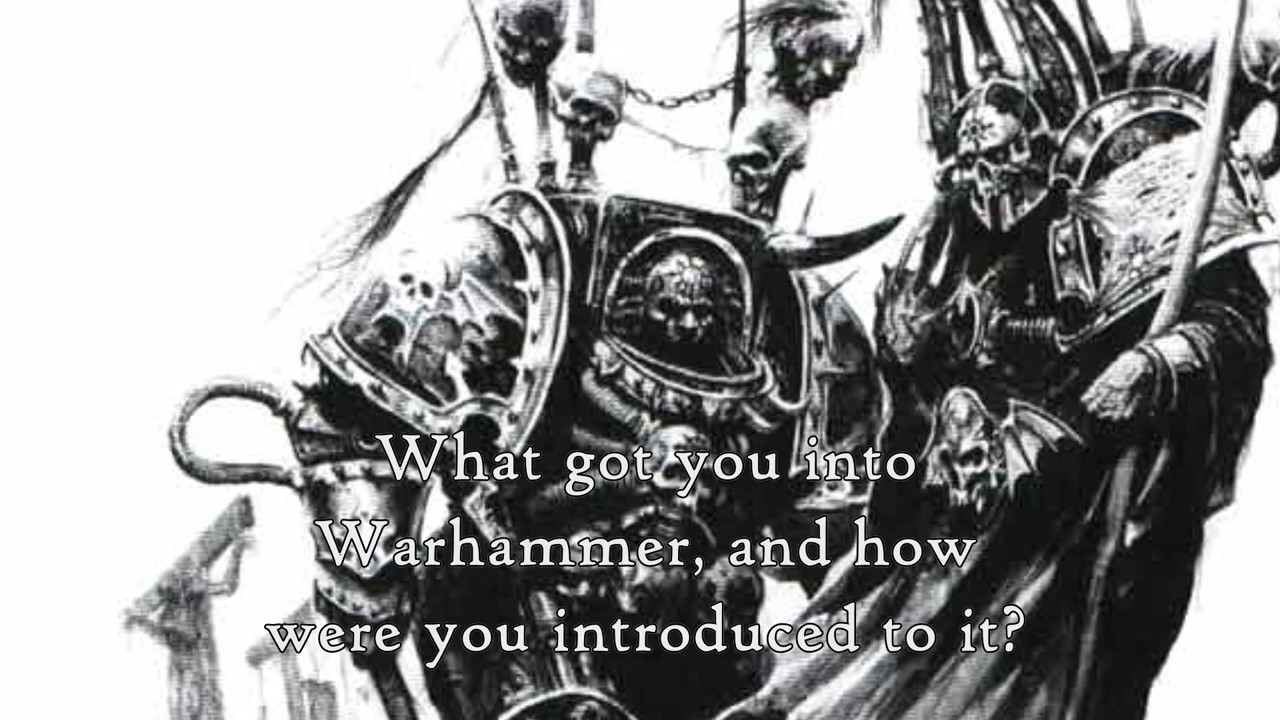 What got you into
Warhammer, and how
were you introduced to it?